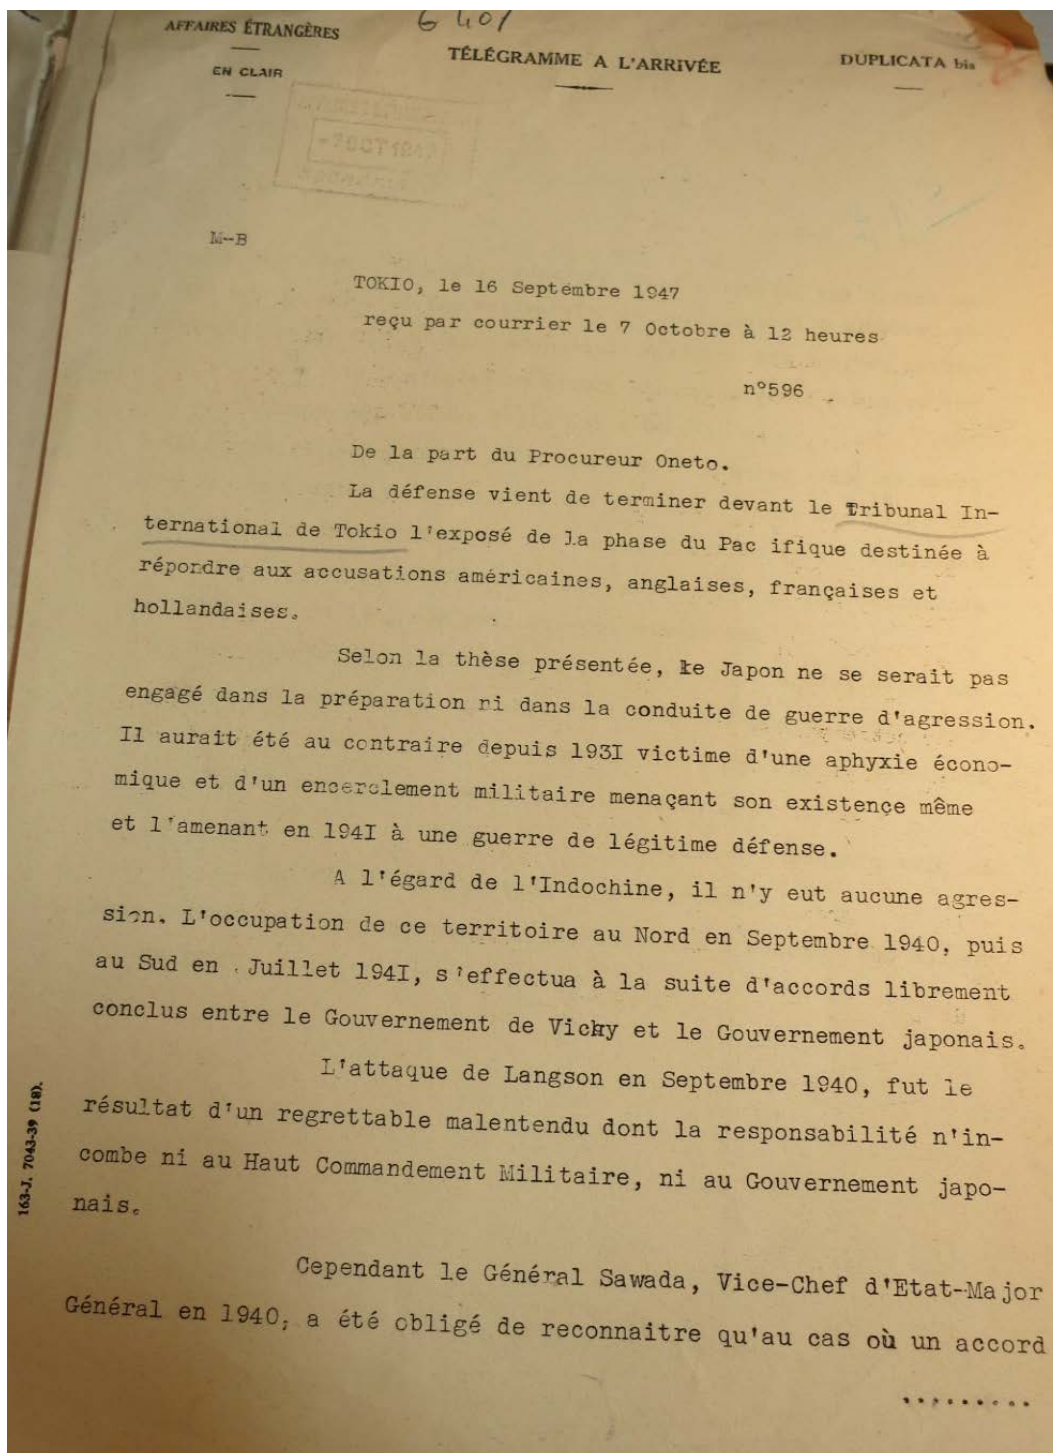 6 401
AFFAIRES ÉTRANGÈRES
TÉLÉGRAMME A L'ARRIVÉE
DUPLICATA bis
EN CLAIR
OCT 194
M--B
TOKIO, le 16 Septembre 1947
reçu par courrier le 7 Octobre à 12 heures
n°596
De la part du Procureur Oneto.
La défense vient de terminer devant le Tribunal In-
ternational de Tokio l'exposé de la phase du Pac ifique destinée à
répondre aux accusations américaines, anglaises, françaises et
hollandaises.
Selon la thèse présentée, le Japon ne se serait pas
engagé dans la préparation ni dans la conduite de guerre d'agression.
Il aurait été au contraire depuis 193I victime d'une aphyxie écono-
mique et d'un encerclement militaire menaçant son existençe même
et l'amenant en 194I à une guerre de légitime défense.
A l'égard de l'Indochine, il n'y eut aucune agres-
sion. L'occupation de ce territoire au Nord en Septembre 1940, puis
au Sud en Juillet 194I, s'effectua à la suite d'accords librement
conclus entre le Gouvernement de Vichy et le Gouvernement japonais.
L'attaque de Langson en Septembre 1940, fut le
résultat d'un regrettable malentendu dont la responsabilité n'in-
combe ni au Haut Commandement Militaire, ni au Gouvernement japo-
nais.
Cependant le Général Sawada, Vice-Chef d'Etat-Major
Général en 1940, a été obligé de reconnaitre qu'au cas où un accord
.........
163-J. 7043-39 (18).